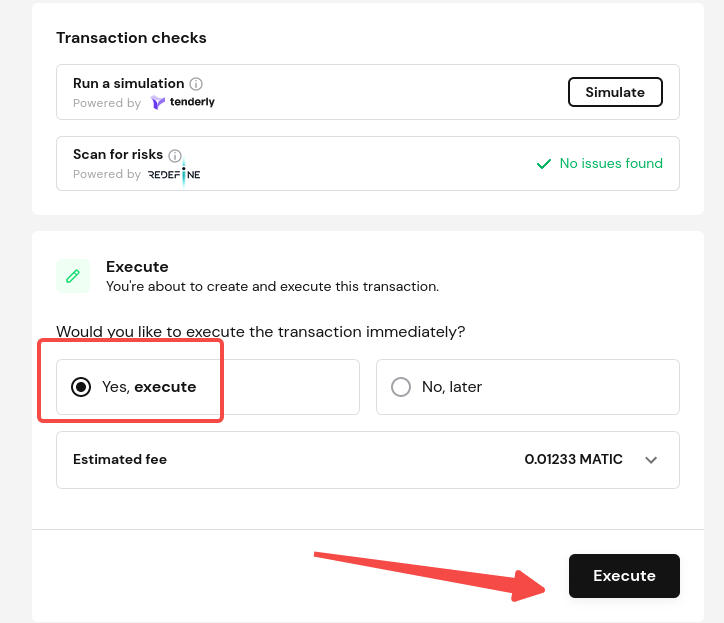 Transaction checks
Run a simulation
Powered by tenderly
Simulate
Scan for risks
Powered by REDEFINE
No issues found
Execute
You're about to create and execute this transaction.
Would you like to execute the transaction immediately?
Yes, execute
No, later
Estimated fee
0.01233 MATIC
Execute